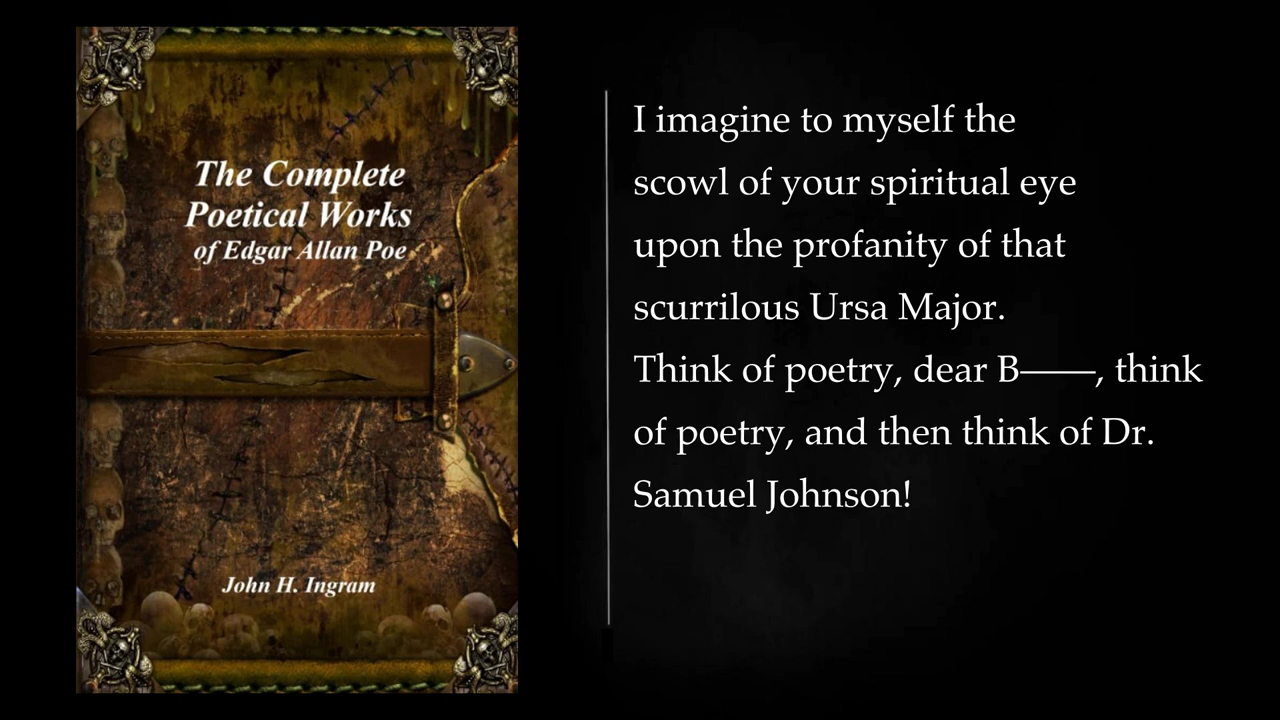 The Complete
Poetical Works
of Edgar Allan Poe
John H. Ingram
I imagine to myself the
scowl of your spiritual eye
upon the profanity of that
scurrilous Ursa Major.
Think of poetry, dear B——, think
of poetry, and then think of Dr.
Samuel Johnson!